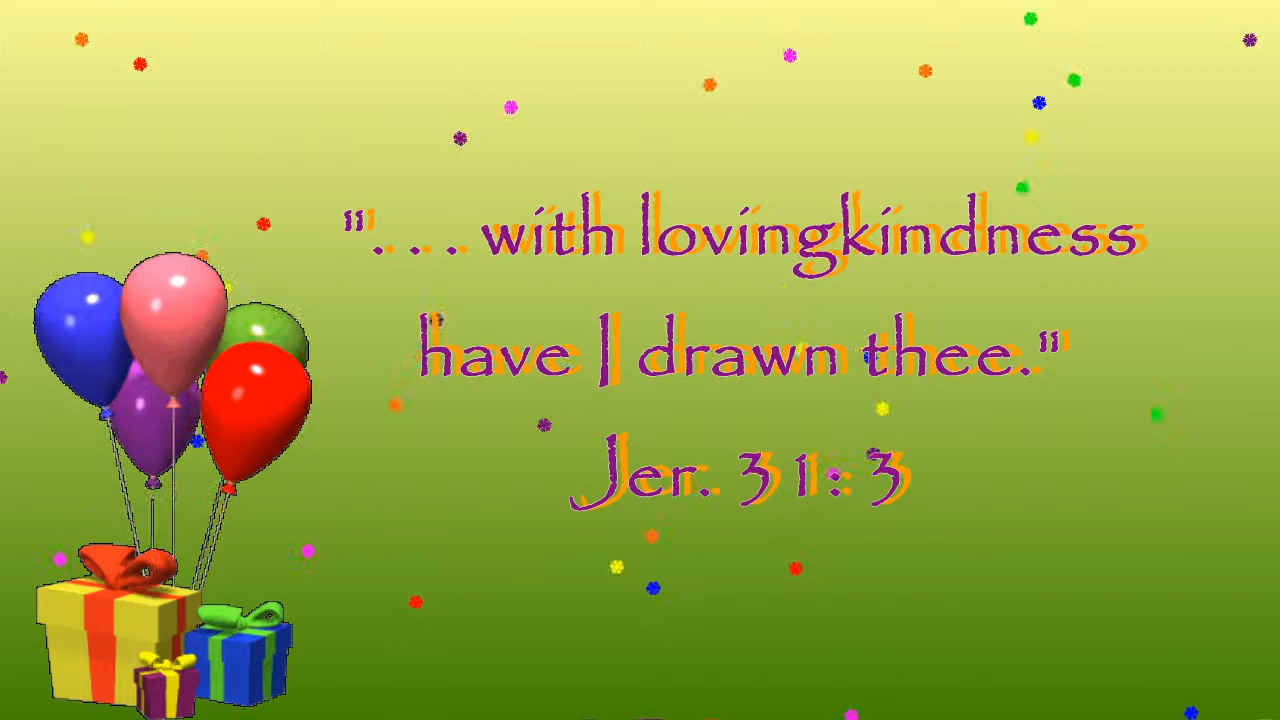 ". . . with lovingkindness
have I drawn thee."
Jer. 31:3